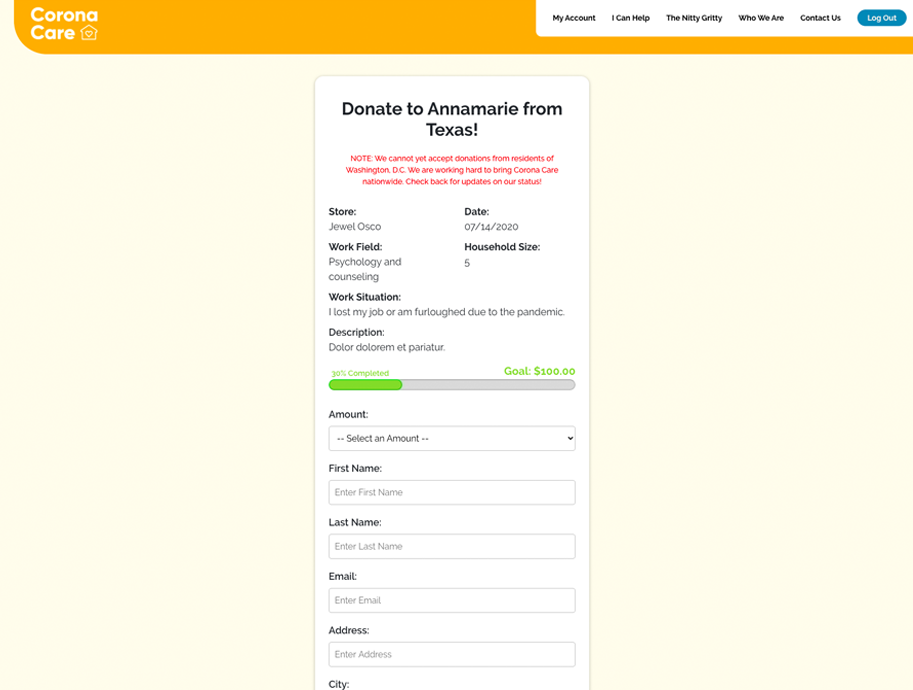 Corona
Care
My Account I Can Help The Nitty Gritty Who We Are Contact Us Log Out
Donate to Annamarie from
Texas!
NOTE: We cannot yet accept donations from residents of
Washington, D.C. We are working hard to bring Corona Care
nationwide. Check back for updates on our status!
Store: Date:
Jewel Osco 07/14/2020
Work Field: Household Size:
Psychology and 5
counseling
Work Situation:
I lost my job or am furloughed due to the pandemic.
Description:
Dolor dolorem et pariatur.
30% Completed Goal: $100.00
Amount:
-- Select an Amount --
First Name:
Enter First Name
Last Name:
Enter Last Name
Email:
Enter Email
Address:
Enter Address
City: